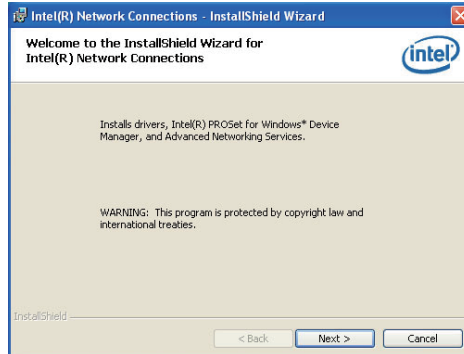 Intel(R) Network Connections - InstallShield Wizard
Welcome to the InstallShield Wizard for
Intel(R) Network Connections
intel
Installs drivers, Intel(R) PROSet for Windows* Device
Manager, and Advanced Networking Services.
WARNING: This program is protected by copyright law and
international treaties.
InstallShield
< Back Next > Cancel